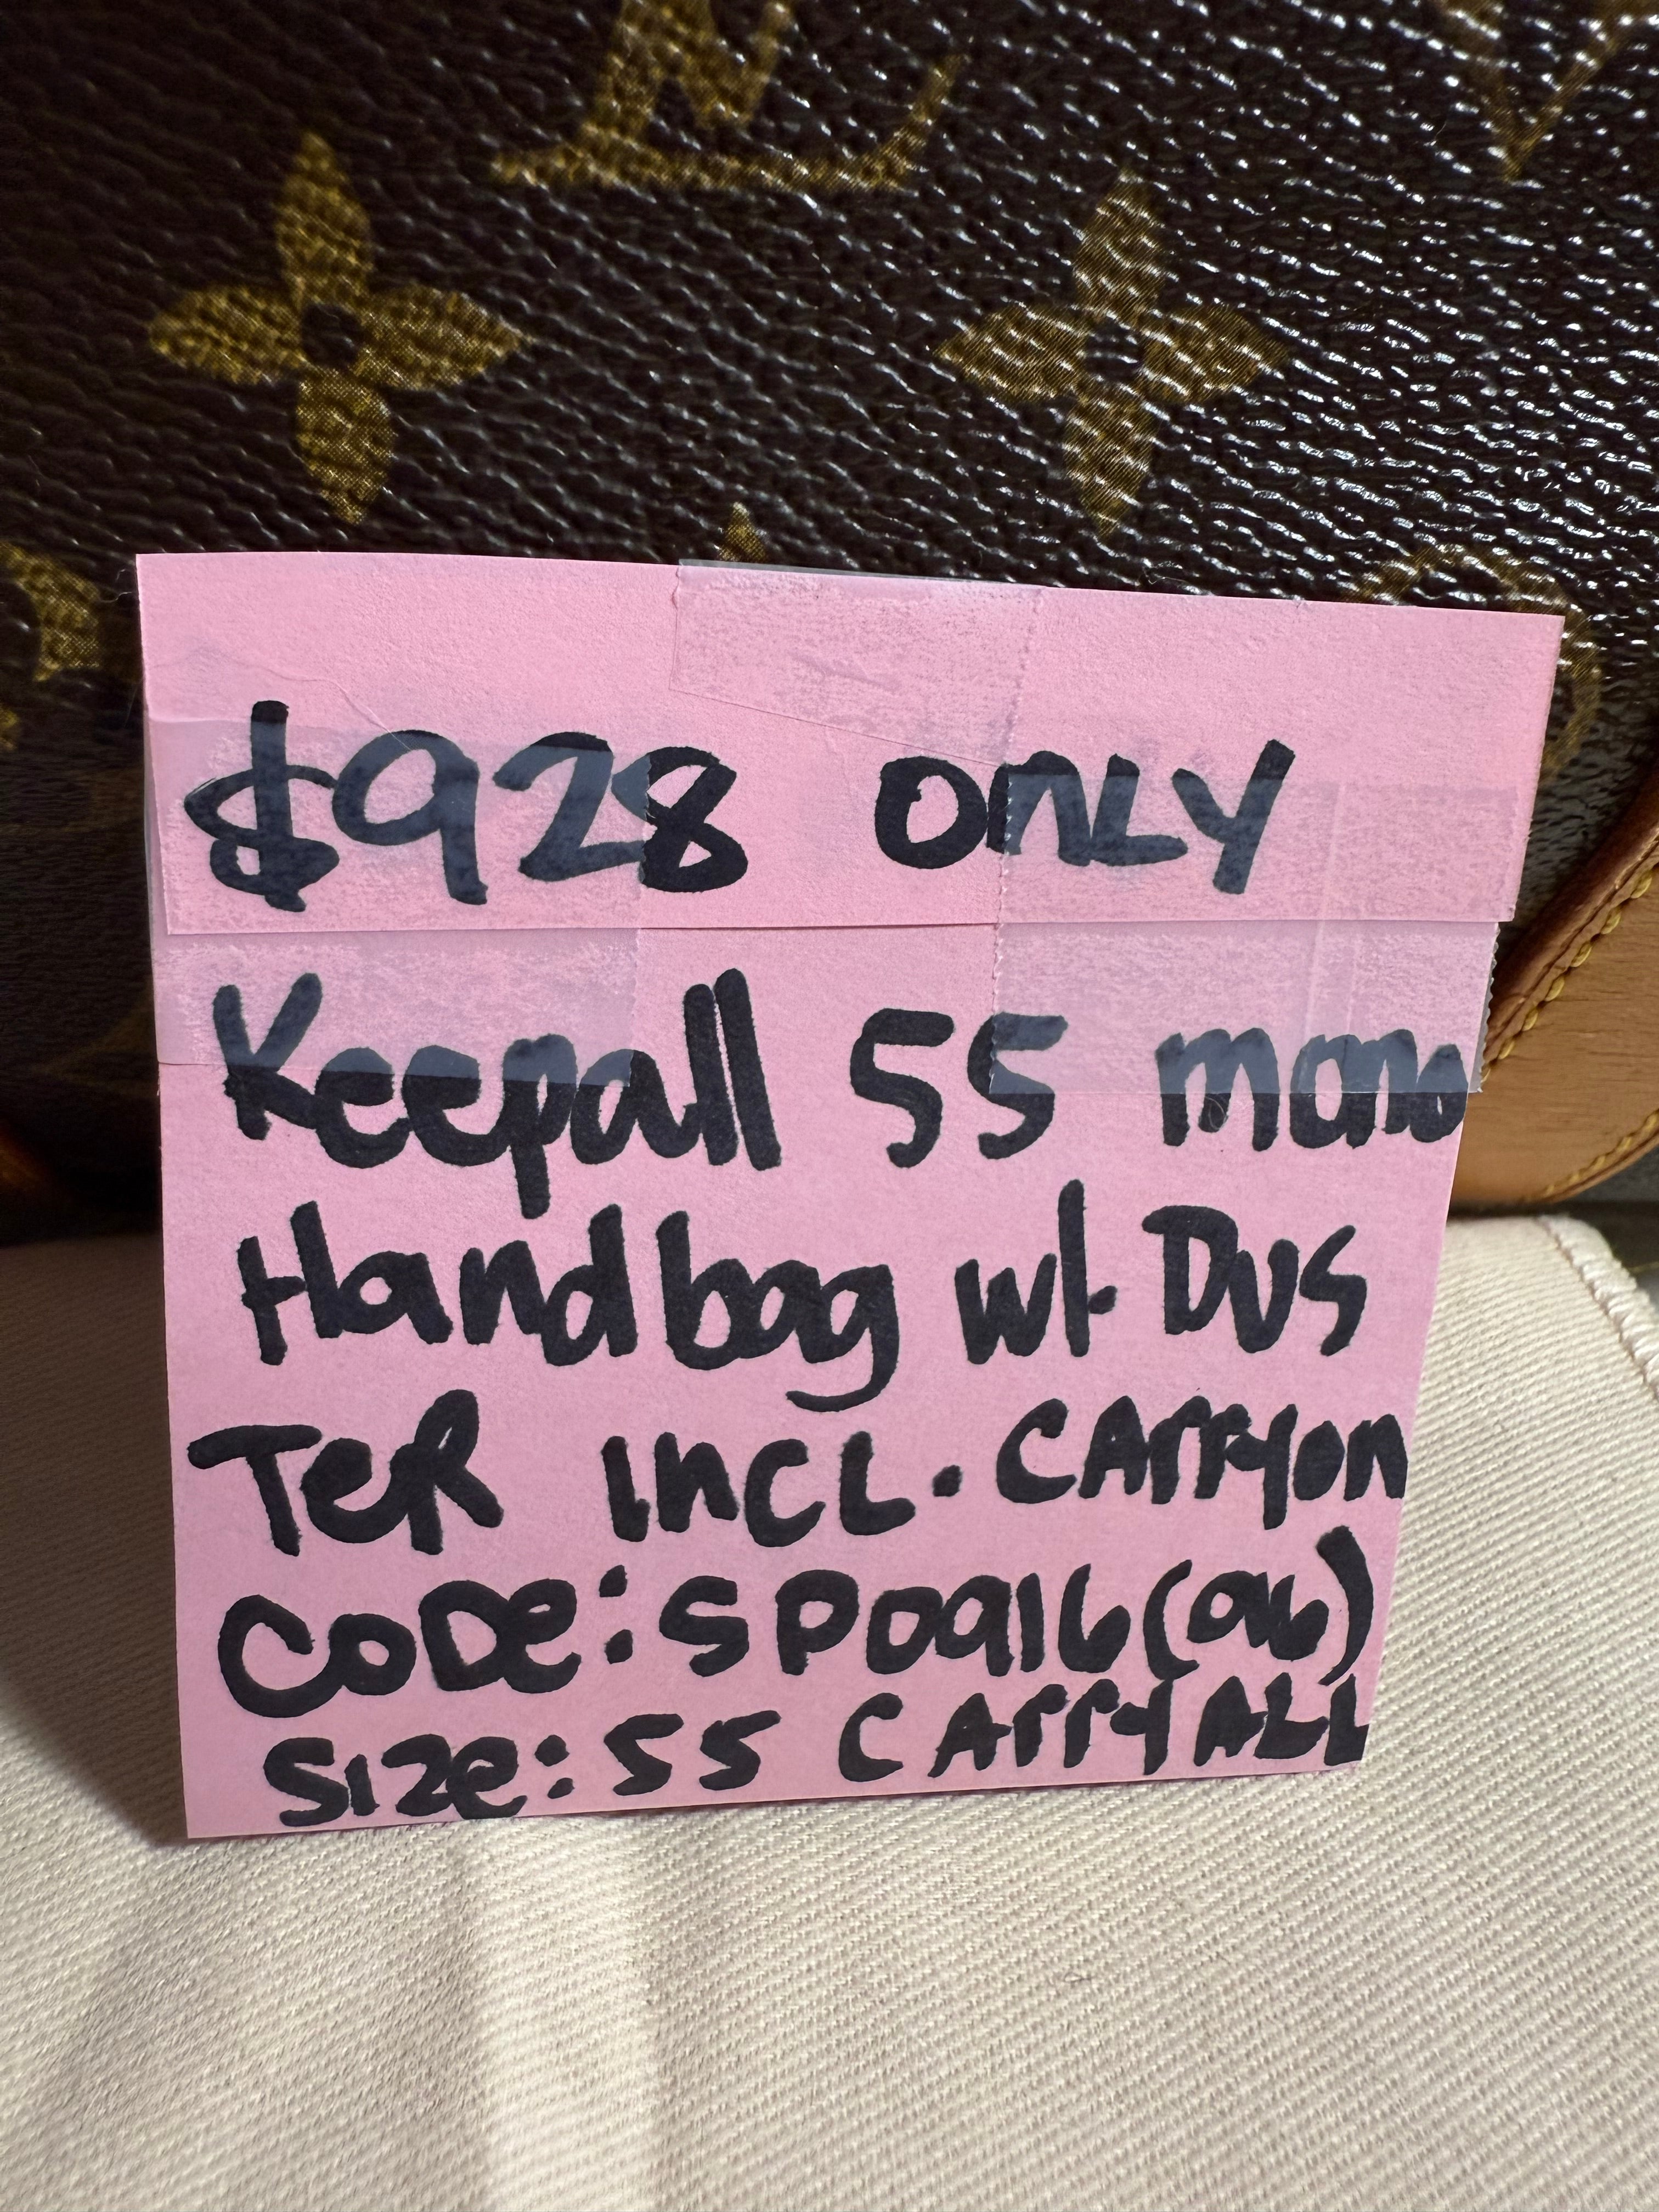 $928 ONLY
Keepall 55 mono
Handbag w/ DUS
TeR INCL. CArryon
CODe: SP0916(96)
SIZe: 55 CArryALL